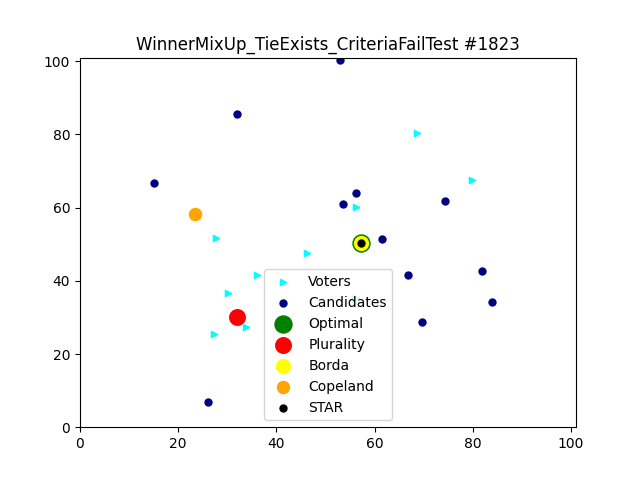 WinnerMixUp_TieExists_CriteriaFailTest #1823
100
80
60
40
20
0
Voters
Candidates
Optimal
Plurality
Borda
Copeland
STAR
0 20 40 60 80 100